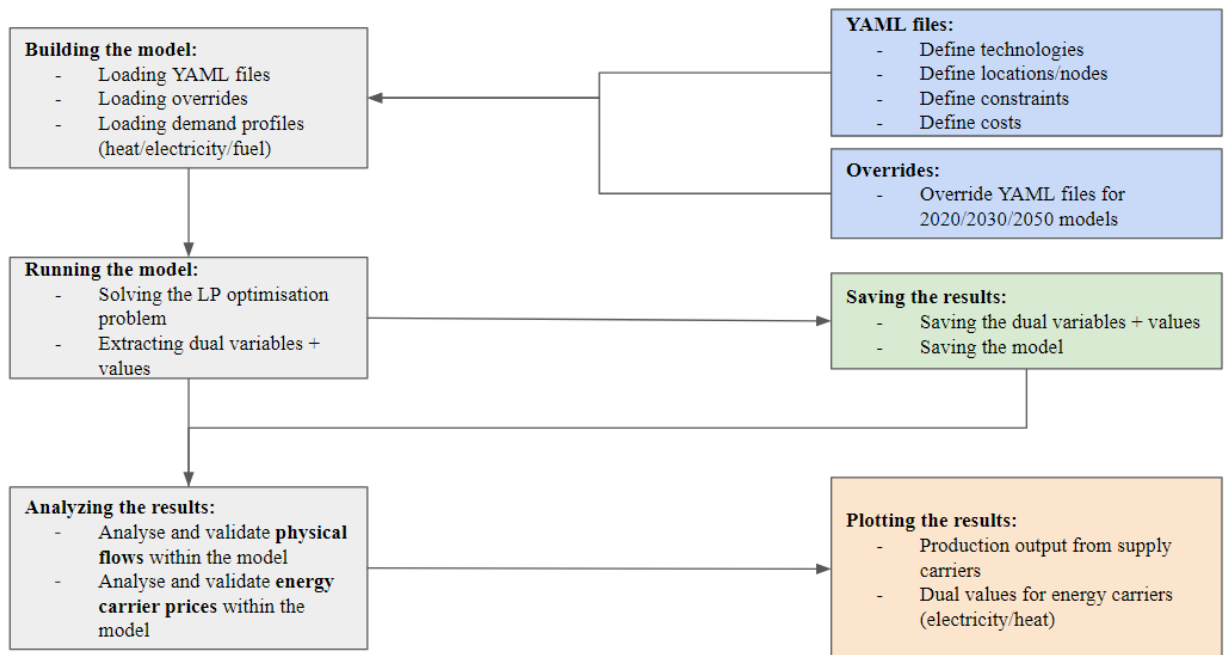 Building the model:
- Loading YAML files
- Loading overrides
- Loading demand profiles
(heat/electricity/fuel)
YAML files:
- Define technologies
- Define locations/nodes
- Define constraints
- Define costs
Overrides:
- Override YAML files for
2020/2030/2050 models
Running the model:
- Solving the LP optimisation
problem
- Extracting dual variables +
values
Saving the results:
- Saving the dual variables + values
- Saving the model
Analyzing the results:
- Analyse and validate physical
flows within the model
- Analyse and validate energy
carrier prices within the
model
Plotting the results:
- Production output from supply
carriers
- Dual values for energy carriers
(electricity/heat)